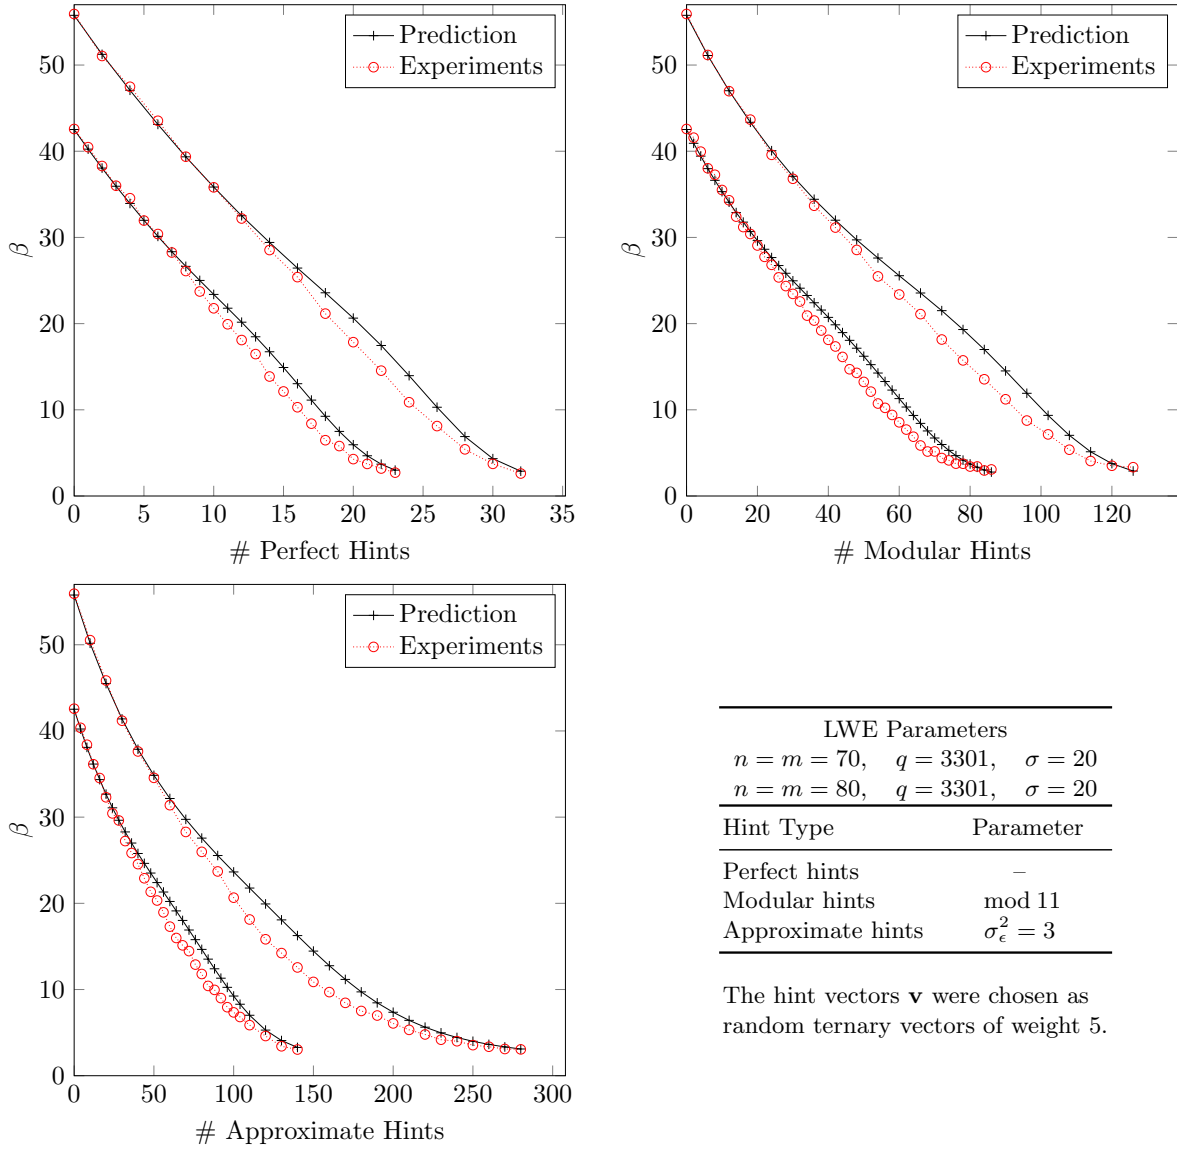 Prediction
Experiments
β
50
40
30
20
10
0
0 5 10 15 20 25 30 35
# Perfect Hints
Prediction
Experiments
β
50
40
30
20
10
0
0 20 40 60 80 100 120
# Modular Hints
Prediction
Experiments
β
50
40
30
20
10
0
0 50 100 150 200 250 300
# Approximate Hints
LWE Parameters
n = m = 70, q = 3301, σ = 20
n = m = 80, q = 3301, σ = 20
Hint Type Parameter
Perfect hints –
Modular hints mod 11
Approximate hints σ_ϵ^2 = 3
The hint vectors v were chosen as
random ternary vectors of weight 5.